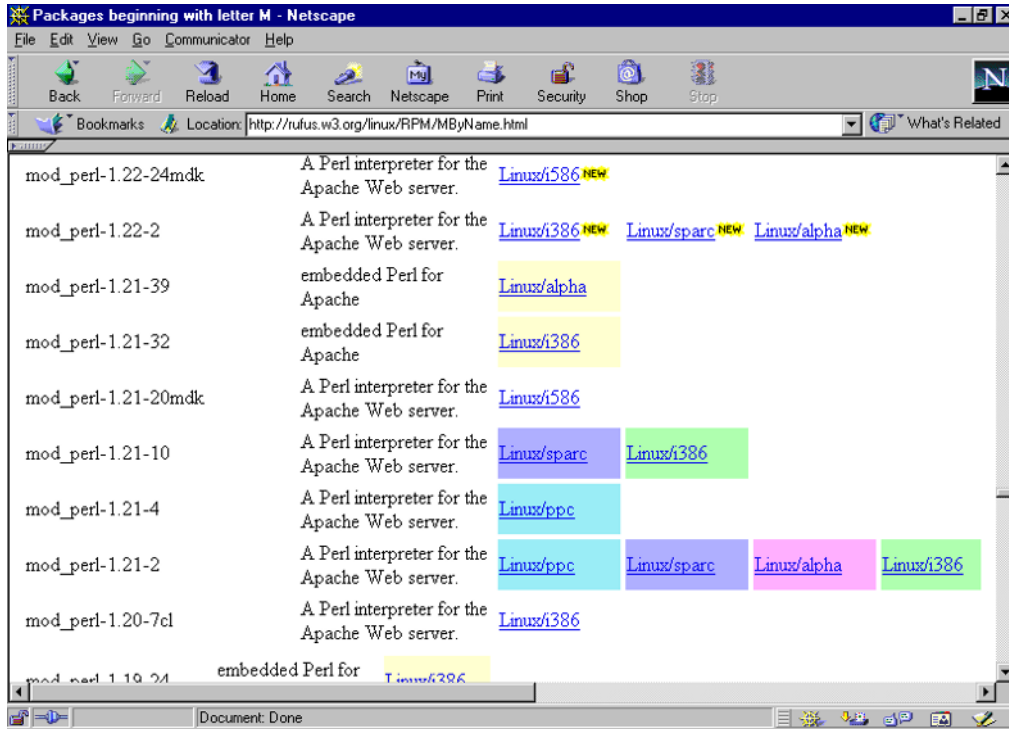 Packages beginning with letter M - Netscape
File Edit View Go Communicator Help
My
N
Back Forward Reload Home Search Netscape Print Security Shop Stop
Bookmarks Location: http://rufus.w3.org/linux/RPM/MByName.html What's Related
mod_perl-1.22-24mdk A Perl interpreter for the Linux/i586 NEW
Apache Web server.
mod_perl-1.22-2 A Perl interpreter for the Linux/i386 NEW Linux/sparc NEW Linux/alpha NEW
Apache Web server.
mod_perl-1.21-39 embedded Perl for Linux/alpha
Apache
mod_perl-1.21-32 embedded Perl for Linux/i386
Apache
mod_perl-1.21-20mdk A Perl interpreter for the Linux/i586
Apache Web server.
mod_perl-1.21-10 A Perl interpreter for the Linux/sparc Linux/i386
Apache Web server.
mod_perl-1.21-4 A Perl interpreter for the Linux/ppc
Apache Web server.
mod_perl-1.21-2 A Perl interpreter for the Linux/ppc Linux/sparc Linux/alpha Linux/i386
Apache Web server.
mod_perl-1.20-7cl A Perl interpreter for the Linux/i386
Apache Web server.
mod_perl-1.19-24 embedded Perl for Linux/i386
Document: Done